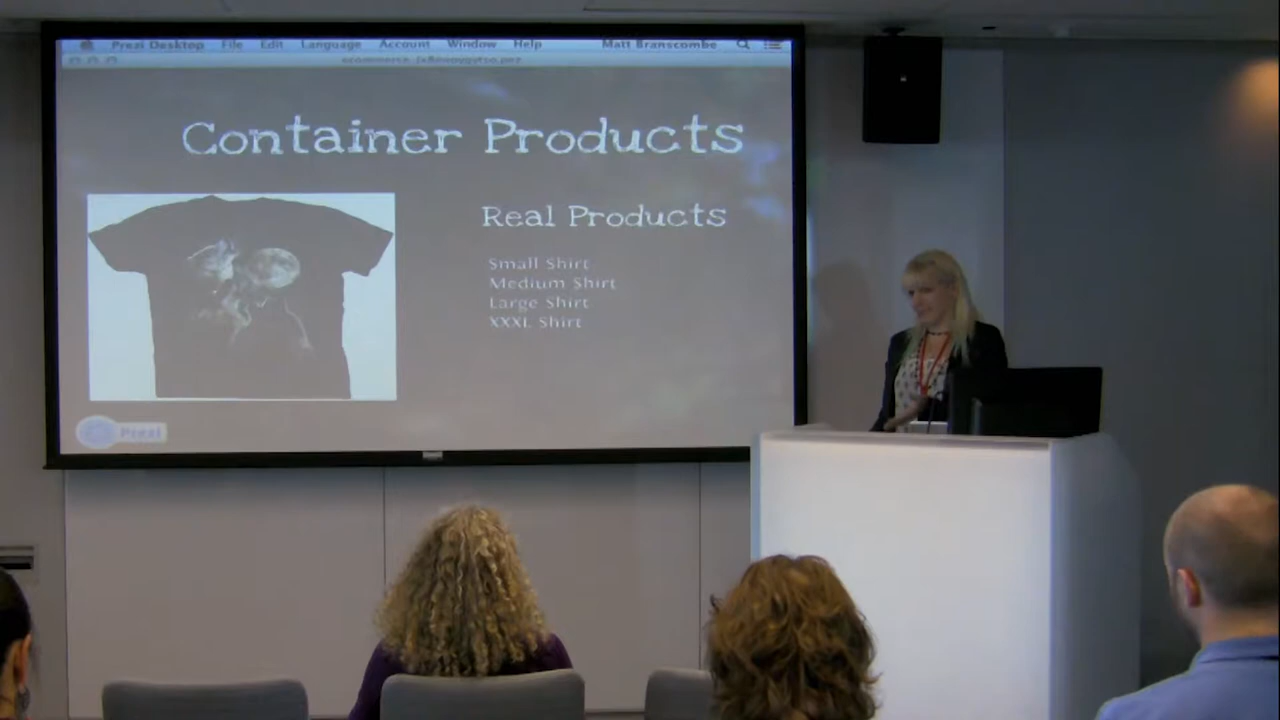 Prezi Desktop File Edit Language Account Window Help Matt Branscombe
Container Products
Real Products
Small Shirt
Medium Shirt
Large Shirt
XXXL Shirt
Prezi